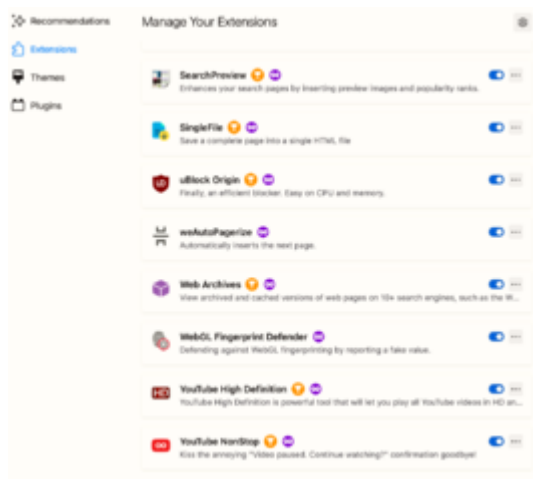 Recommendations
Manage Your Extensions
Extensions
Themes
Plugins
SearchPreview
Enhances your search pages by inserting preview images and popularity ranks.
SingleFile
Save a complete page into a single HTML file
uBlock Origin
Finally, an efficient blocker. Easy on CPU and memory.
weAutoPagerize
Automatically inserts the next page.
Web Archives
View archived and cached versions of web pages on 10+ search engines, such as the W...
WebGL Fingerprint Defender
Defending against WebGL fingerprinting by reporting a fake value.
HD
YouTube High Definition
YouTube High Definition is powerful tool that will let you play all YouTube videos in HD an...
GO
YouTube NonStop
Kiss the annoying "Video paused. Continue watching?" confirmation goodbye!